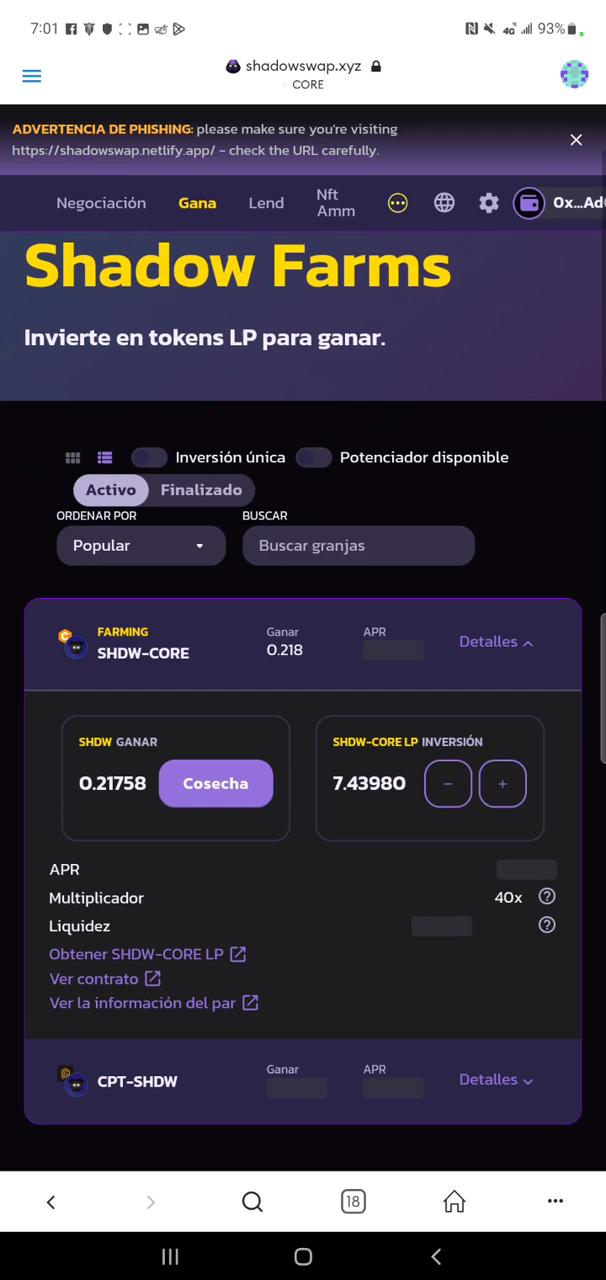 7:01 4G 93%
shadowswap.xyz
CORE
ADVERTENCIA DE PHISHING: please make sure you're visiting
https://shadowswap.netlify.app/ - check the URL carefully.
Negociación Gana Lend Nft Amm 0x...Ad
Shadow Farms
Invierte en tokens LP para ganar.
Inversión única Potenciador disponible
Activo Finalizado
ORDENAR POR BUSCAR
Popular Buscar granjas
FARMING
SHDW-CORE
Ganar
0.218
APR
Detalles
SHDW GANAR
0.21758 Cosecha
SHDW-CORE LP INVERSIÓN
7.43980 - +
APR
Multiplicador 40x
Liquidez
Obtener SHDW-CORE LP
Ver contrato
Ver la información del par
CPT-SHDW
Ganar
APR
Detalles
18